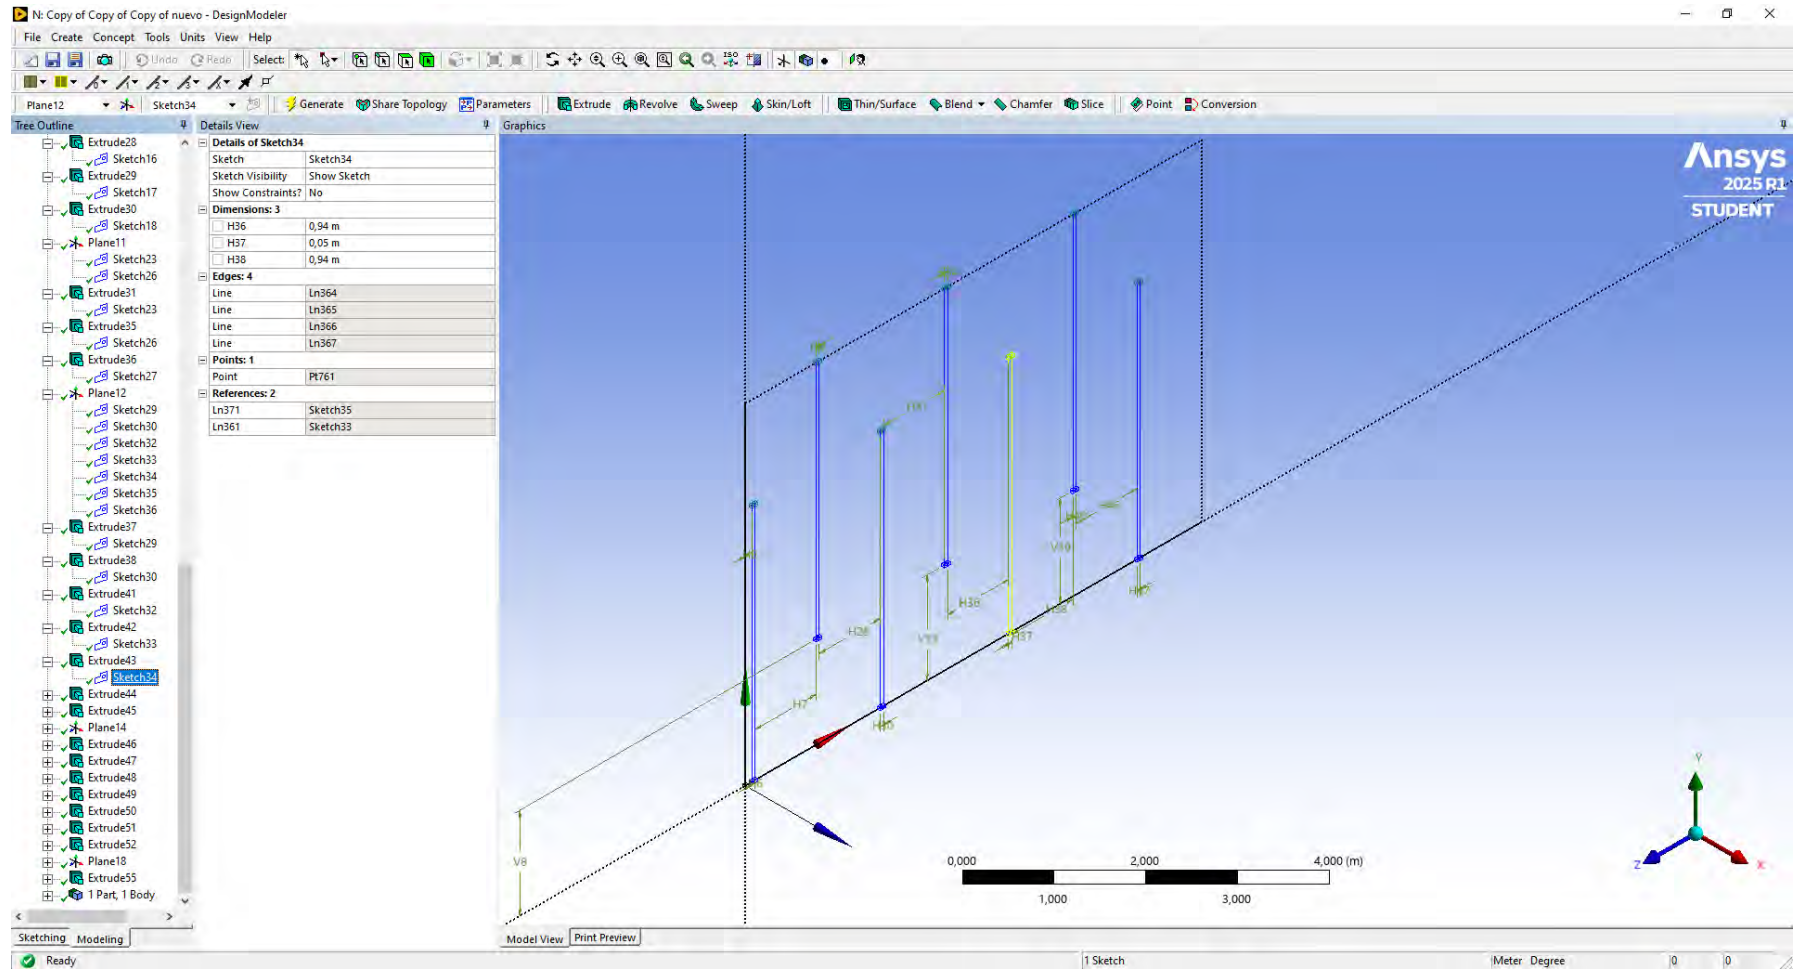 N: Copy of Copy of Copy of nuevo - DesignModeler
File Create Concept Tools Units View Help
Undo Redo Select:
Plane12 Sketch34 Generate Share Topology Parameters Extrude Revolve Sweep Skin/Loft Thin/Surface Blend Chamfer Slice Point Conversion
Tree Outline
Extrude28
Sketch16
Extrude29
Sketch17
Extrude30
Sketch18
Plane11
Sketch23
Sketch26
Extrude31
Sketch23
Extrude35
Sketch26
Extrude36
Sketch27
Plane12
Sketch29
Sketch30
Sketch32
Sketch33
Sketch34
Sketch35
Sketch36
Extrude37
Sketch29
Extrude38
Sketch30
Extrude41
Sketch32
Extrude42
Sketch33
Extrude43
Sketch34
Extrude44
Extrude45
Plane14
Extrude46
Extrude47
Extrude48
Extrude49
Extrude50
Extrude51
Extrude52
Plane18
Extrude55
1 Part, 1 Body
Sketching Modeling
Details View
Details of Sketch34
Sketch Sketch34
Sketch Visibility Show Sketch
Show Constraints? No
Dimensions: 3
H36 0,94 m
H37 0,05 m
H38 0,94 m
Edges: 4
Line Ln364
Line Ln365
Line Ln366
Line Ln367
Points: 1
Point Pt761
References: 2
Ln371 Sketch35
Ln361 Sketch33
Graphics
Ansys
2025 R1
STUDENT
H36
H37
H28
H7
V8
Y
Z
X
0,000 2,000 4,000 (m)
1,000 3,000
Model View Print Preview
Ready 1 Sketch Meter Degree 0 0